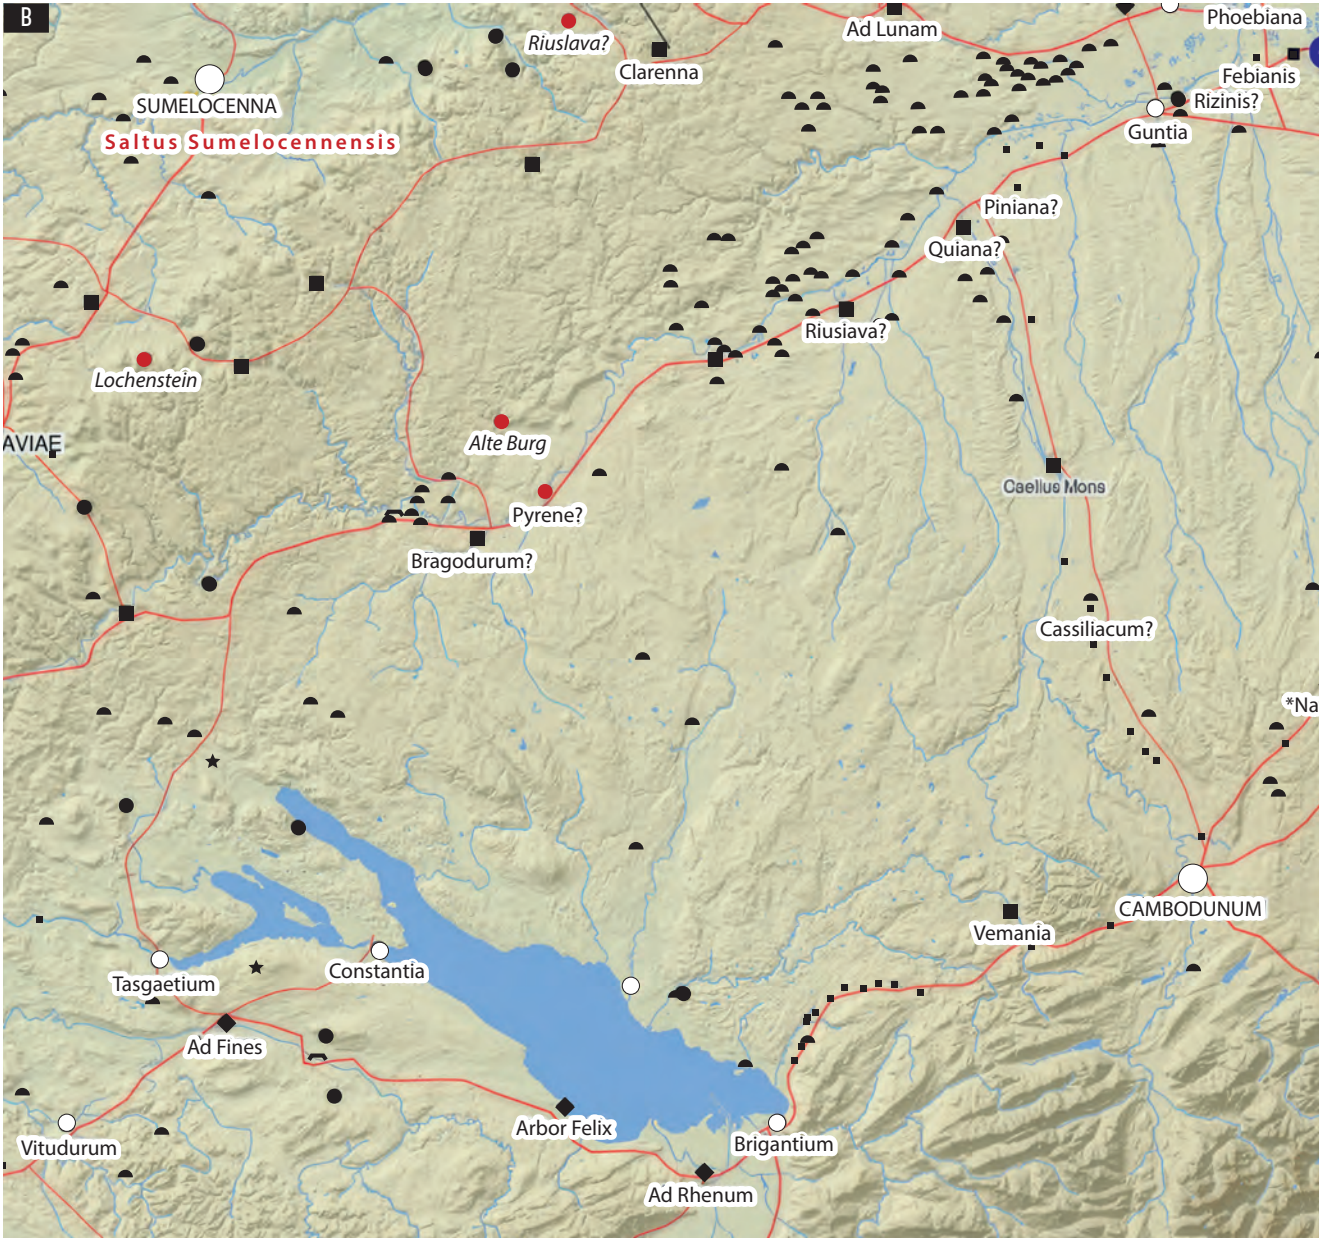 B
Riuslava?
Ad Lunam
Phoebiana
Clarenna
Febianis
SUMELOCENNA
Rizinis?
Saltus Sumelocennensis
Guntia
Piniana?
Quiana?
Riusiava?
Lochenstein
Alte Burg
AVIAE
Caelius Mons
Pyrene?
Bragodurum?
Cassiliacum?
*Na
CAMBODUNUM
Vemania
Constantia
Tasgaetium
Ad Fines
Arbor Felix
Vitudurum
Brigantium
Ad Rhenum